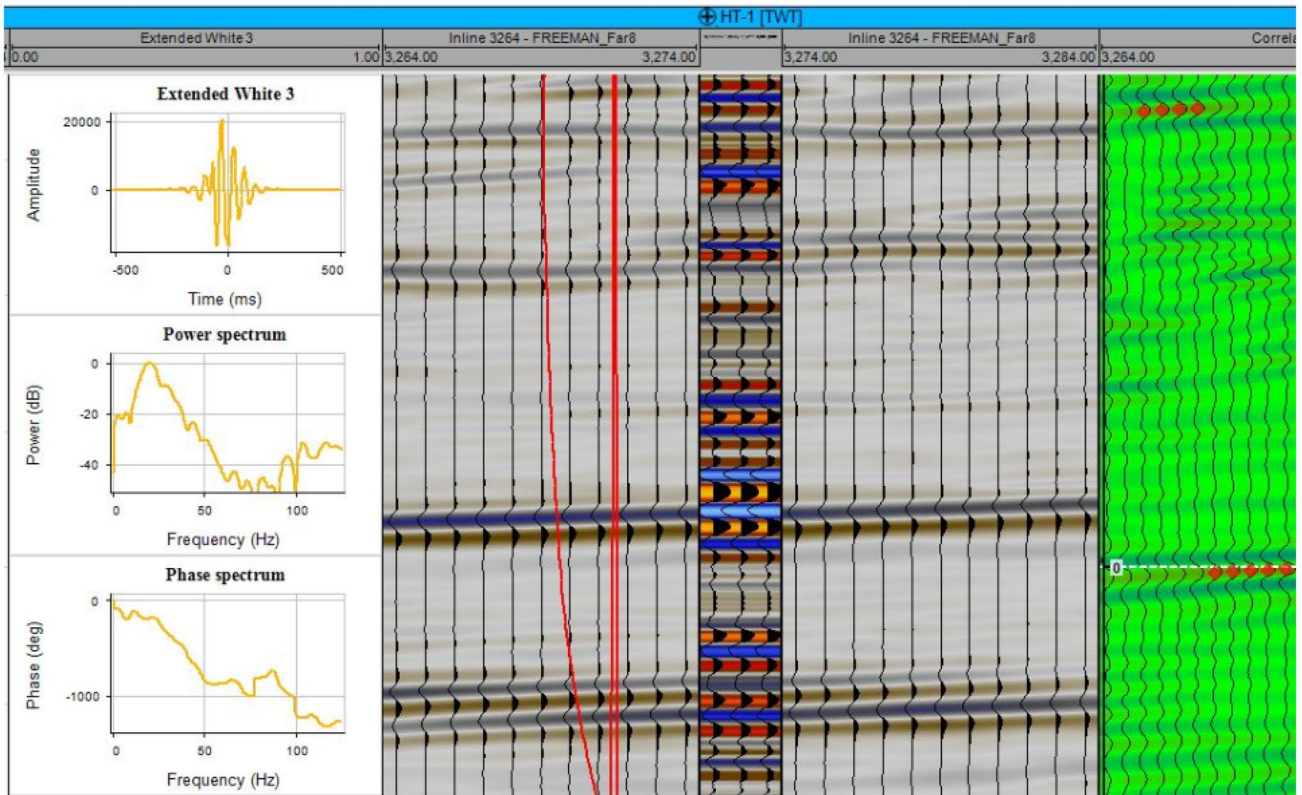 HT-1 [TWT]
Extended White 3
Inline 3264 - FREEMAN_Far8
Inline 3264 - FREEMAN_Far8
Correla
0.00 1.00 3,264.00 3,274.00 3,274.00 3,284.00 3,264.00
Extended White 3
20000
0
Amplitude
-500 0 500
Time (ms)
Power spectrum
0
-20
-40
Power (dB)
0 50 100
Frequency (Hz)
Phase spectrum
0
-1000
Phase (deg)
0 50 100
Frequency (Hz)
0